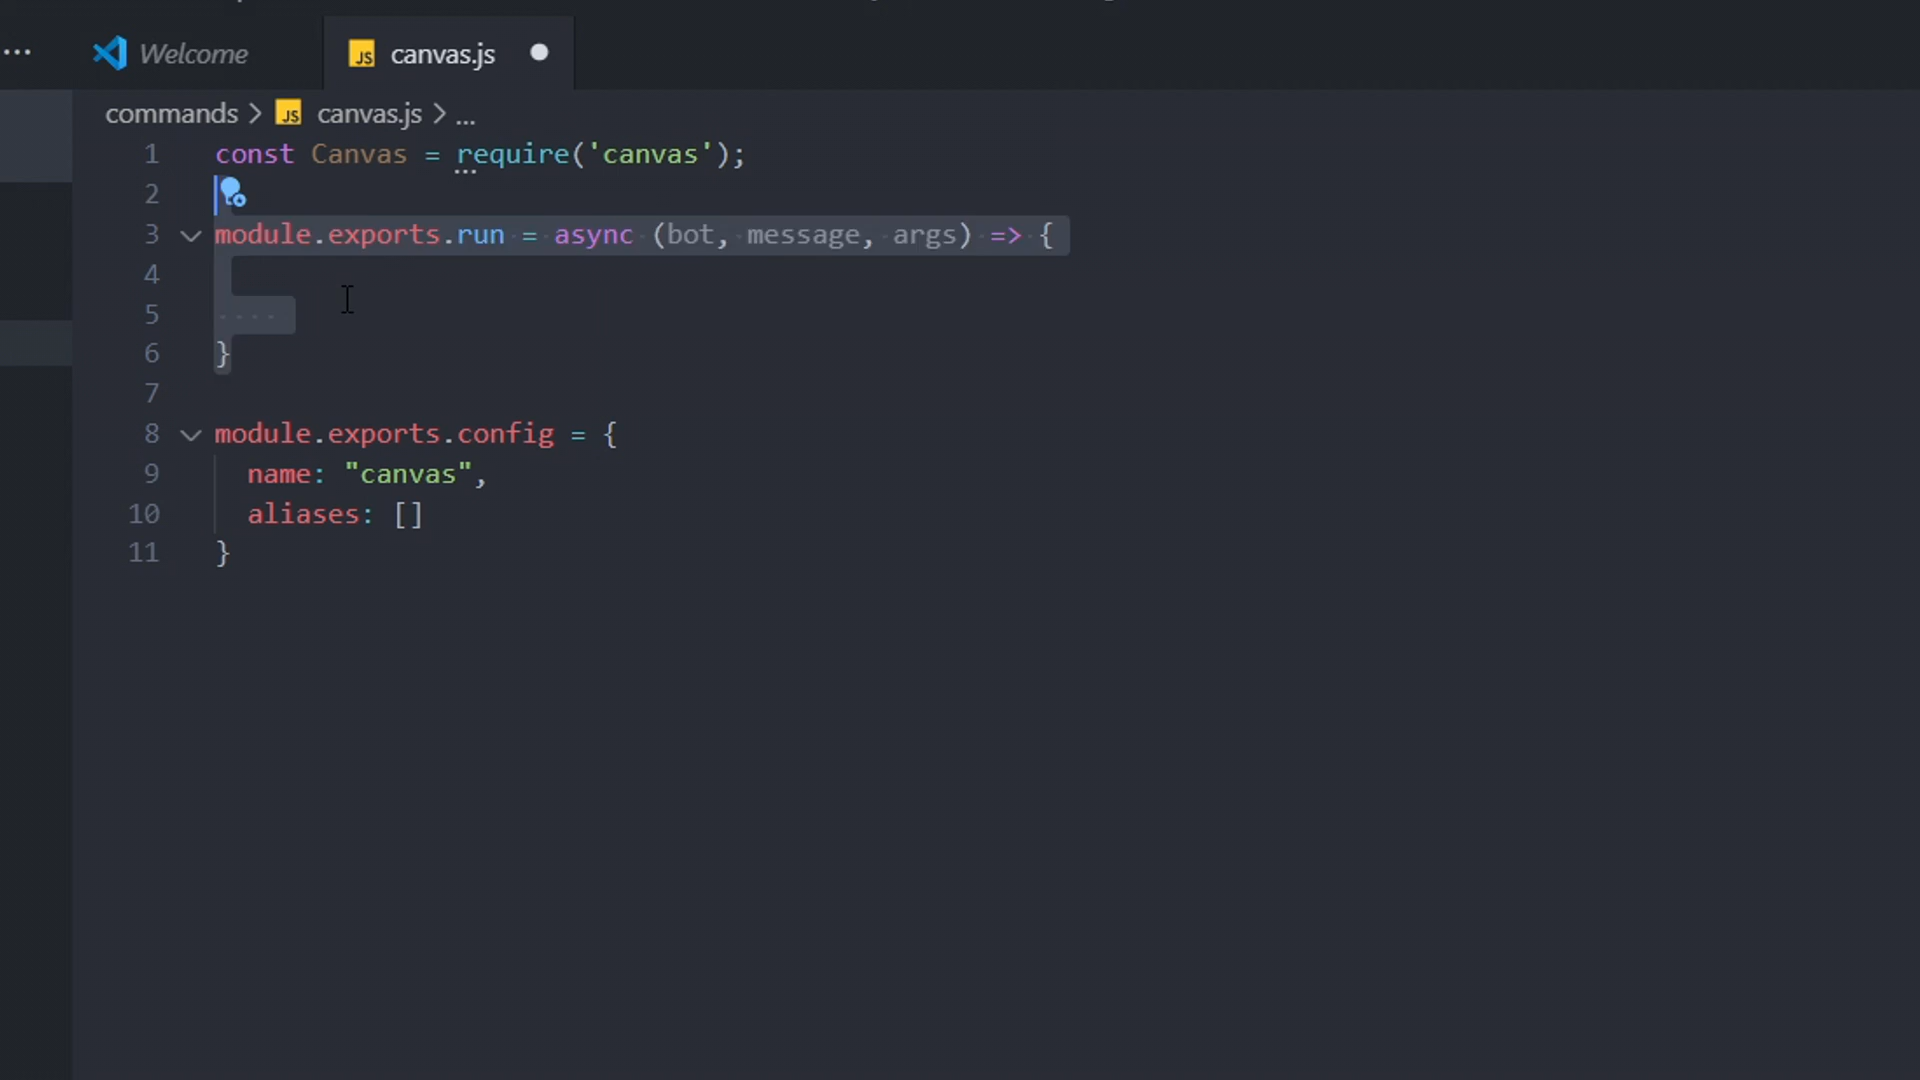 ... Welcome canvas.js
commands > canvas.js > ...
1 const Canvas = require('canvas');
2
3 module.exports.run = async (bot, message, args) => {
4
5
6 }
7
8 module.exports.config = {
9 name: "canvas",
10 aliases: []
11 }